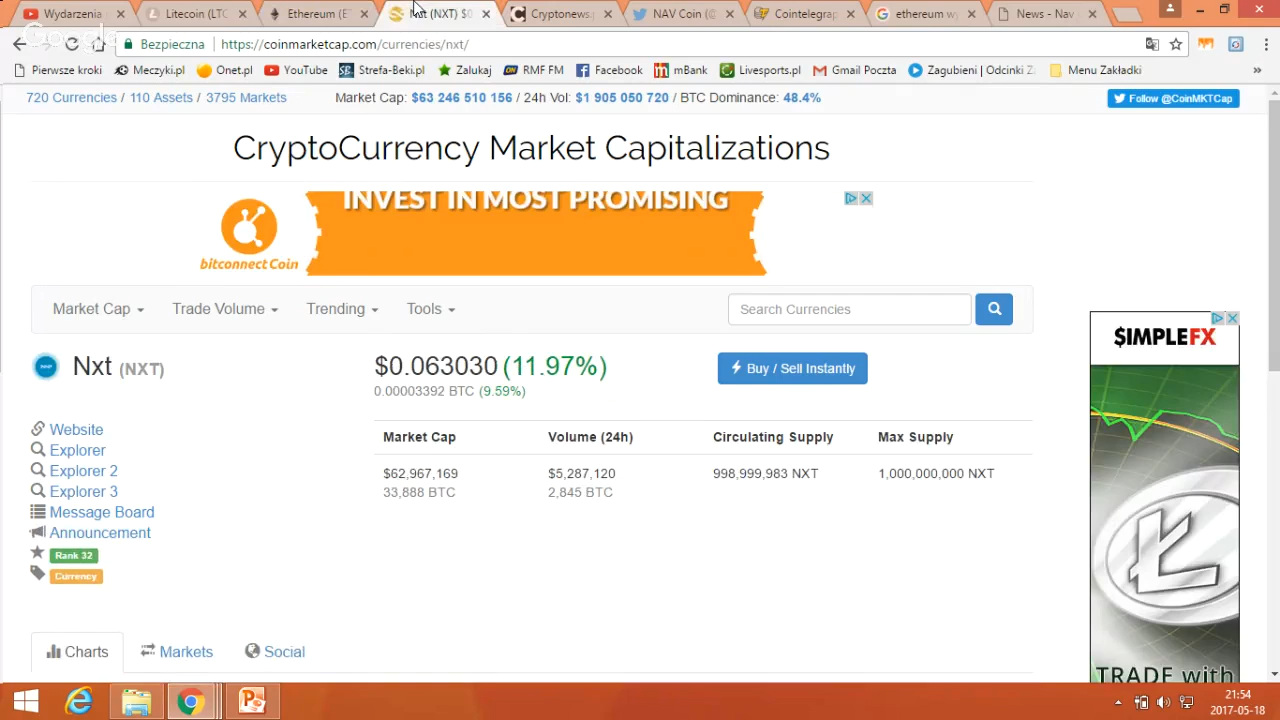 Wydarzenia
Litecoin (LTC
Ethereum (ET
Nxt (NXT) $0
Cryptonews.p
NAV Coin (@
Cointelegrap
ethereum wy
News - Nav
Google
Bezpieczna
https://coinmarketcap.com/currencies/nxt/
Pierwsze kroki
Meczyki.pl
Onet.pl
YouTube
Strefa-Beki.pl
Zalukaj
RMF FM
Facebook
mBank
Livesports.pl
Gmail Poczta
Zagubieni | Odcinki Z
Menu Zakładki
»
720 Currencies / 110 Assets / 3795 Markets
Market Cap: $63 246 510 156 / 24h Vol: $1 905 050 720 / BTC Dominance: 48.4%
Follow @CoinMKTCap
CryptoCurrency Market Capitalizations
INVEST IN MOST PROMISING
bitconnect Coin
Market Cap
Trade Volume
Trending
Tools
Search Currencies
$IMPLEFX
Nxt (NXT)
$0.063030 (11.97%)
0.00003392 BTC (9.59%)
Buy / Sell Instantly
Website
Explorer
Explorer 2
Explorer 3
Message Board
Announcement
Rank 32
Currency
Market Cap
Volume (24h)
Circulating Supply
Max Supply
$62,967,169
$5,287,120
998,999,983 NXT
1,000,000,000 NXT
33,888 BTC
2,845 BTC
Charts
Markets
Social
TRADE with
21:54
2017-05-18